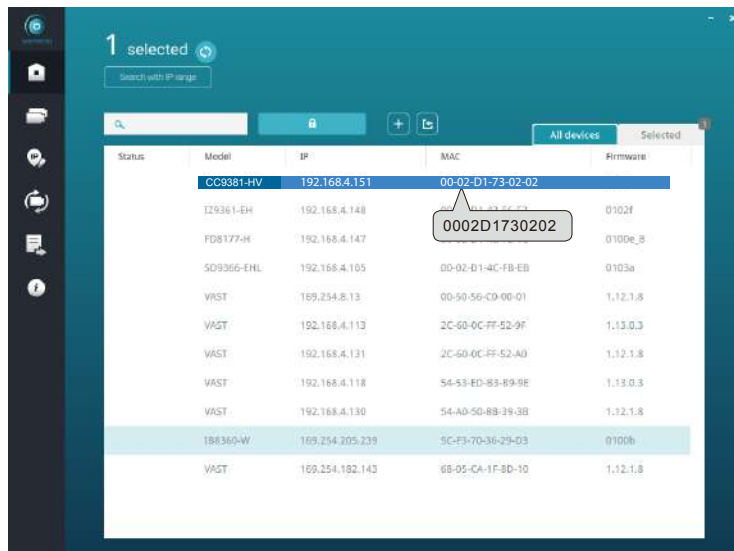 1 selected
Search with IP range
1
All devices Selected
Status Model IP MAC Firmware
CC9381-HV 192.168.4.151 00-02-D1-73-02-02
IZ9361-EH 192.168.4.148 0102f
0002D1730202
FD8177-H 192.168.4.147 0100e_8
SD9366-EHL 192.168.4.105 00-02-D1-4C-FB-EB 0103a
VAST 169.254.8.13 00-50-56-C0-00-01 1.12.1.8
VAST 192.168.4.113 2C-60-0C-FF-52-9F 1.13.0.3
VAST 192.168.4.131 2C-60-0C-FF-52-A0 1.12.1.8
VAST 192.168.4.118 54-53-ED-B3-B9-9E 1.13.0.3
VAST 192.168.4.130 54-A0-50-8B-39-3B 1.12.1.8
IB8360-W 169.254.205.239 5C-F3-70-36-29-D3 0100b
VAST 169.254.182.143 68-05-CA-1F-8D-10 1.12.1.8